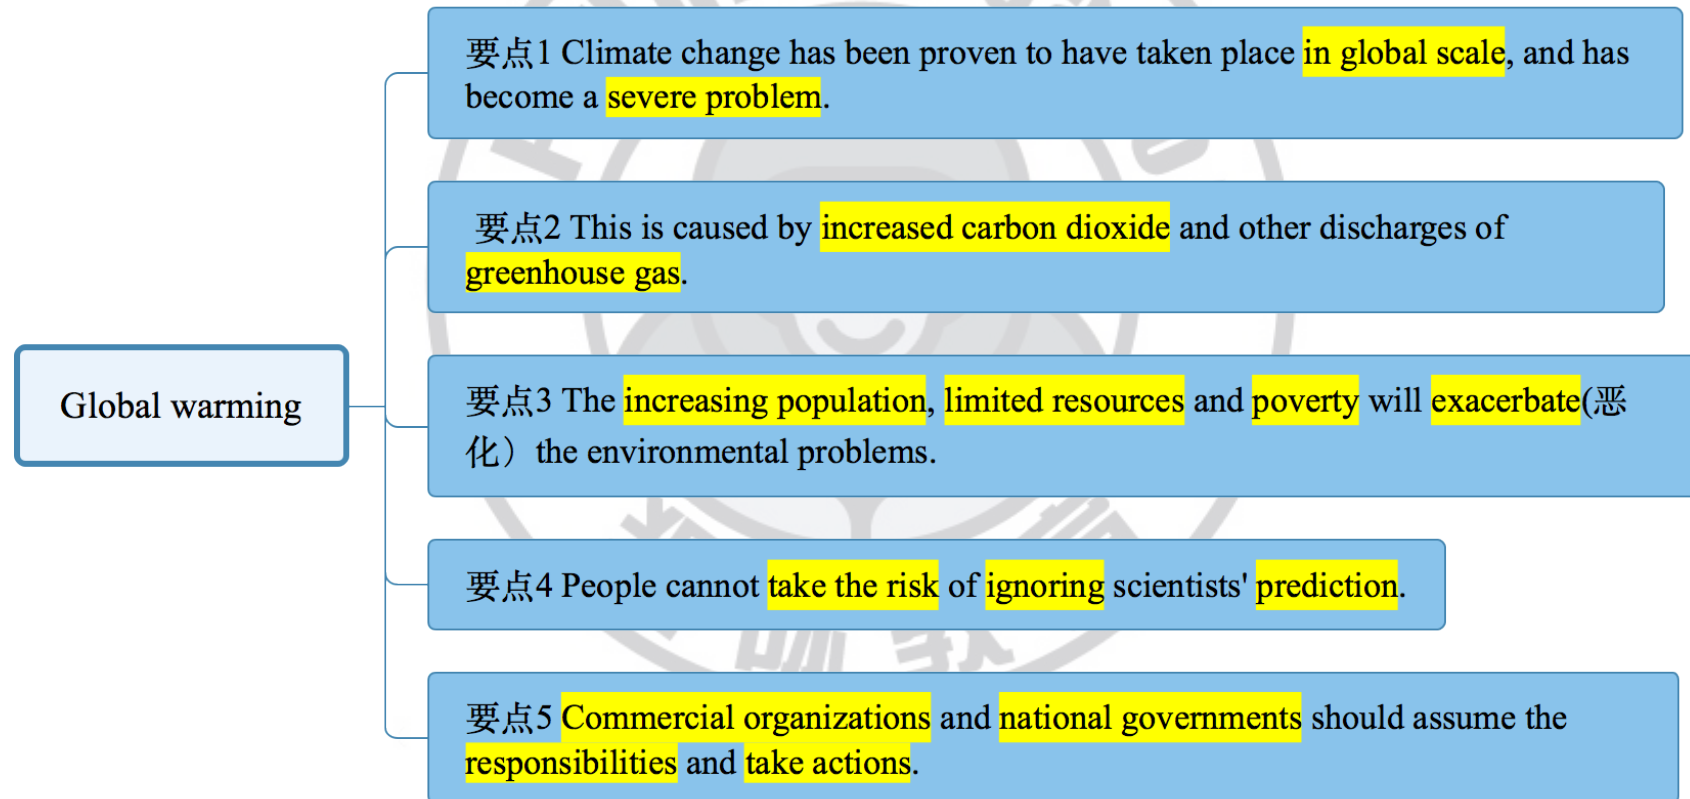 要点1 Climate change has been proven to have taken place in global scale, and has
become a severe problem.
要点2 This is caused by increased carbon dioxide and other discharges of
greenhouse gas.
Global warming
要点3 The increasing population, limited resources and poverty will exacerbate(恶
化）the environmental problems.
要点4 People cannot take the risk of ignoring scientists' prediction.
师教
要点5 Commercial organizations and national governments should assume the
responsibilities and take actions.